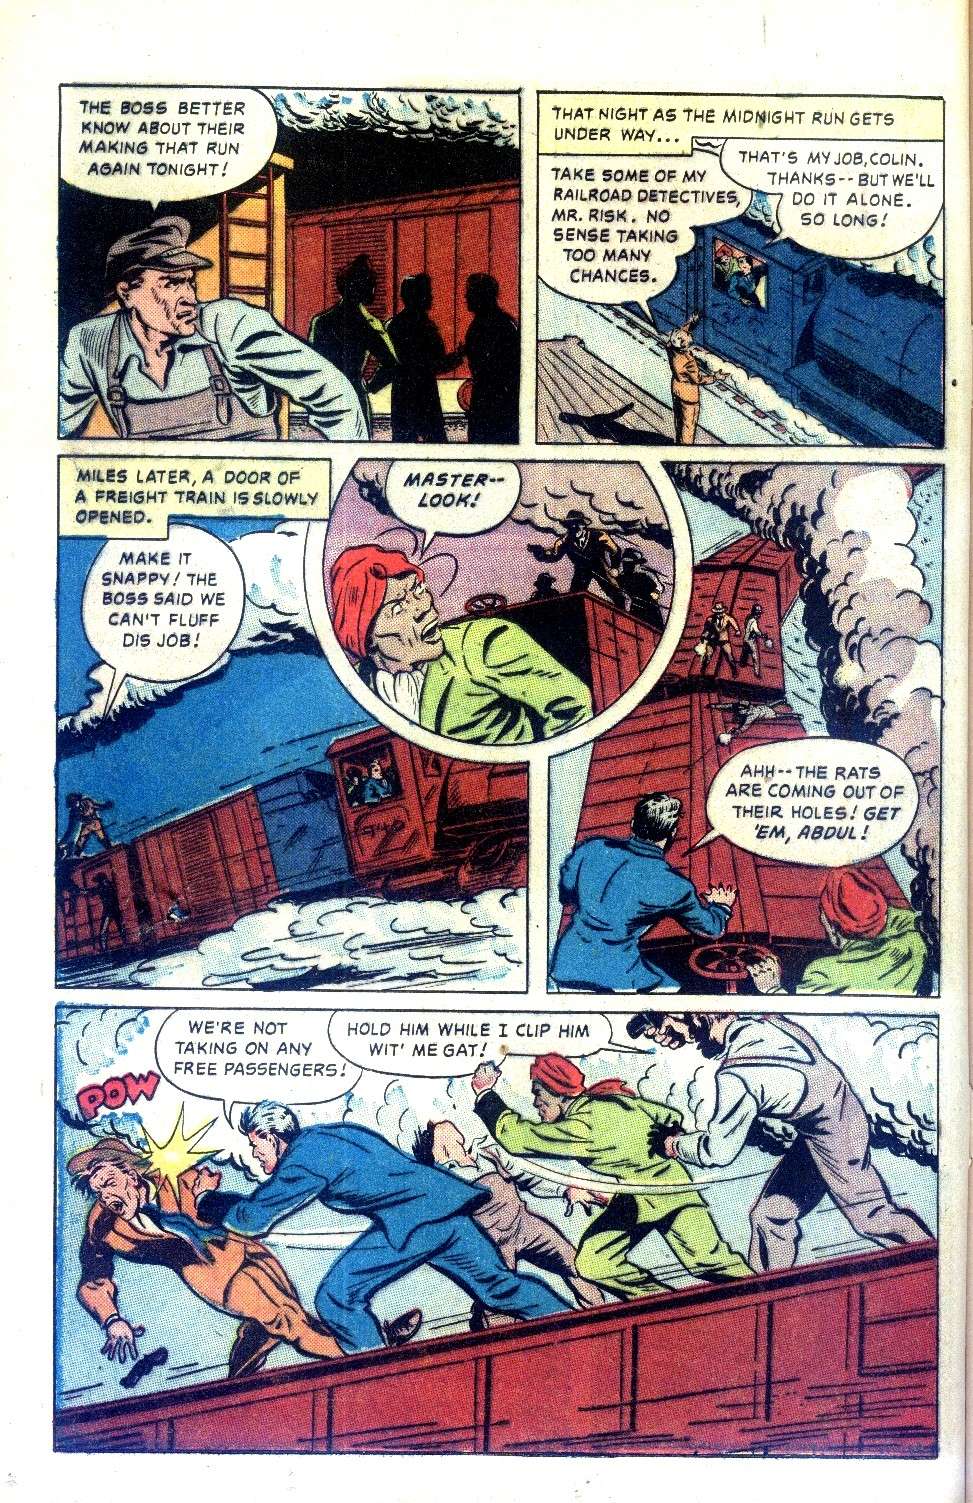 THE BOSS BETTER
KNOW ABOUT THEIR
MAKING THAT RUN
AGAIN TONIGHT!
THAT NIGHT AS THE MIDNIGHT RUN GETS
UNDER WAY...
TAKE SOME OF MY
RAILROAD DETECTIVES,
MR. RISK. NO
SENSE TAKING
TOO MANY
CHANCES.
THAT'S MY JOB, COLIN.
THANKS-- BUT WE'LL
DO IT ALONE.
SO LONG!
MILES LATER, A DOOR OF
A FREIGHT TRAIN IS SLOWLY
OPENED.
MAKE IT
SNAPPY! THE
BOSS SAID WE
CAN'T FLUFF
DIS JOB!
MASTER--
LOOK!
AHH-- THE RATS
ARE COMING OUT OF
THEIR HOLES! GET
'EM, ABDUL!
POW
WE'RE NOT
TAKING ON ANY
FREE PASSENGERS!
HOLD HIM WHILE I CLIP HIM
WIT' ME GAT!